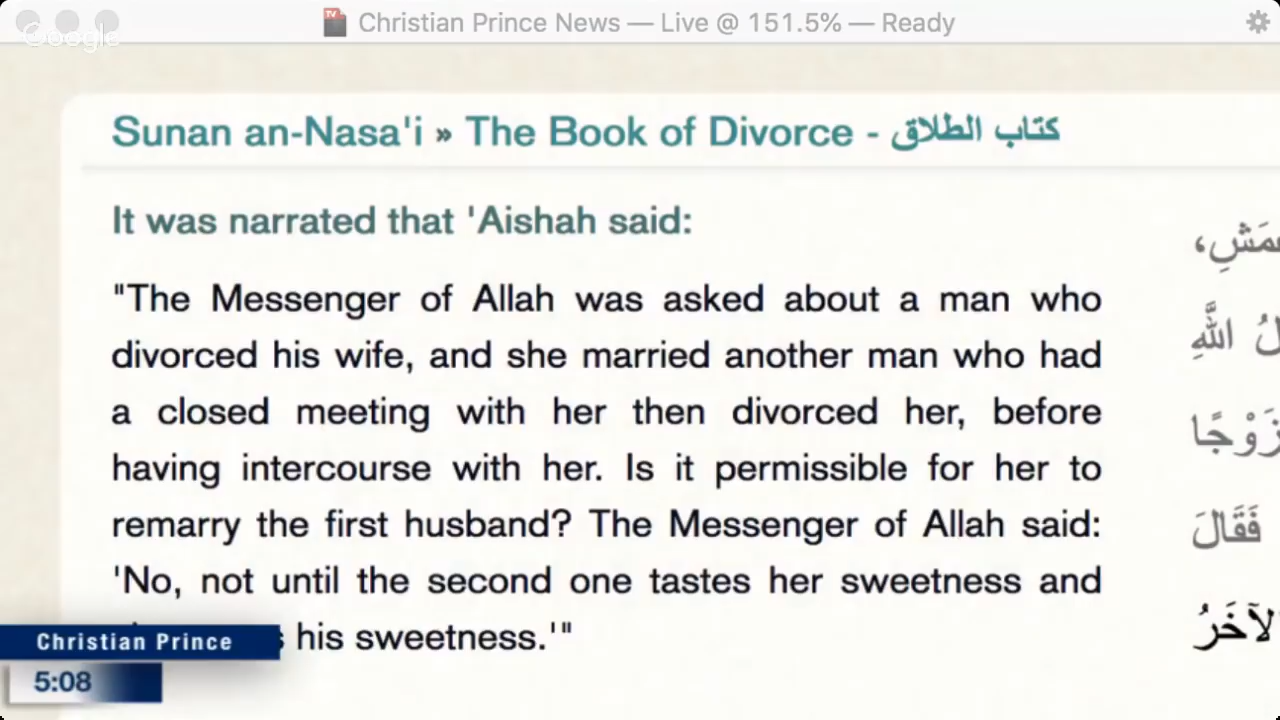 Christian Prince News — Live @ 151.5% — Ready
Google
Sunan an-Nasa'i » The Book of Divorce - كتاب الطلاق
It was narrated that 'Aishah said:
"The Messenger of Allah was asked about a man who
divorced his wife, and she married another man who had
a closed meeting with her then divorced her, before
having intercourse with her. Is it permissible for her to
remarry the first husband? The Messenger of Allah said:
'No, not until the second one tastes her sweetness and
his sweetness.'"
اللَّهِ
زَوْجًا
فَقَالَ
الآخَرُ
Christian Prince
5:08